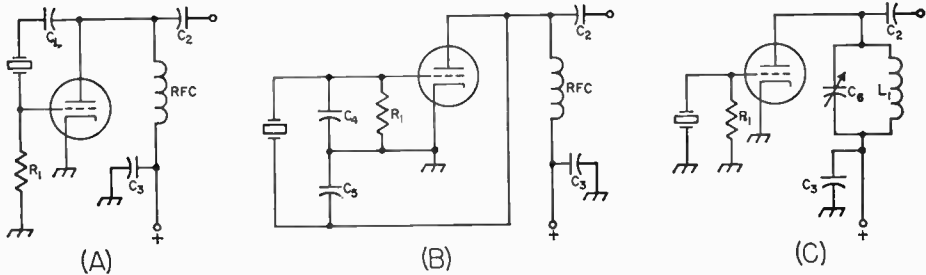 C1
C2
RFC
R1
C3
+
(A)
C2
C4
R1
RFC
C5
C3
+
(B)
C2
C6
L1
R1
C3
+
(C)